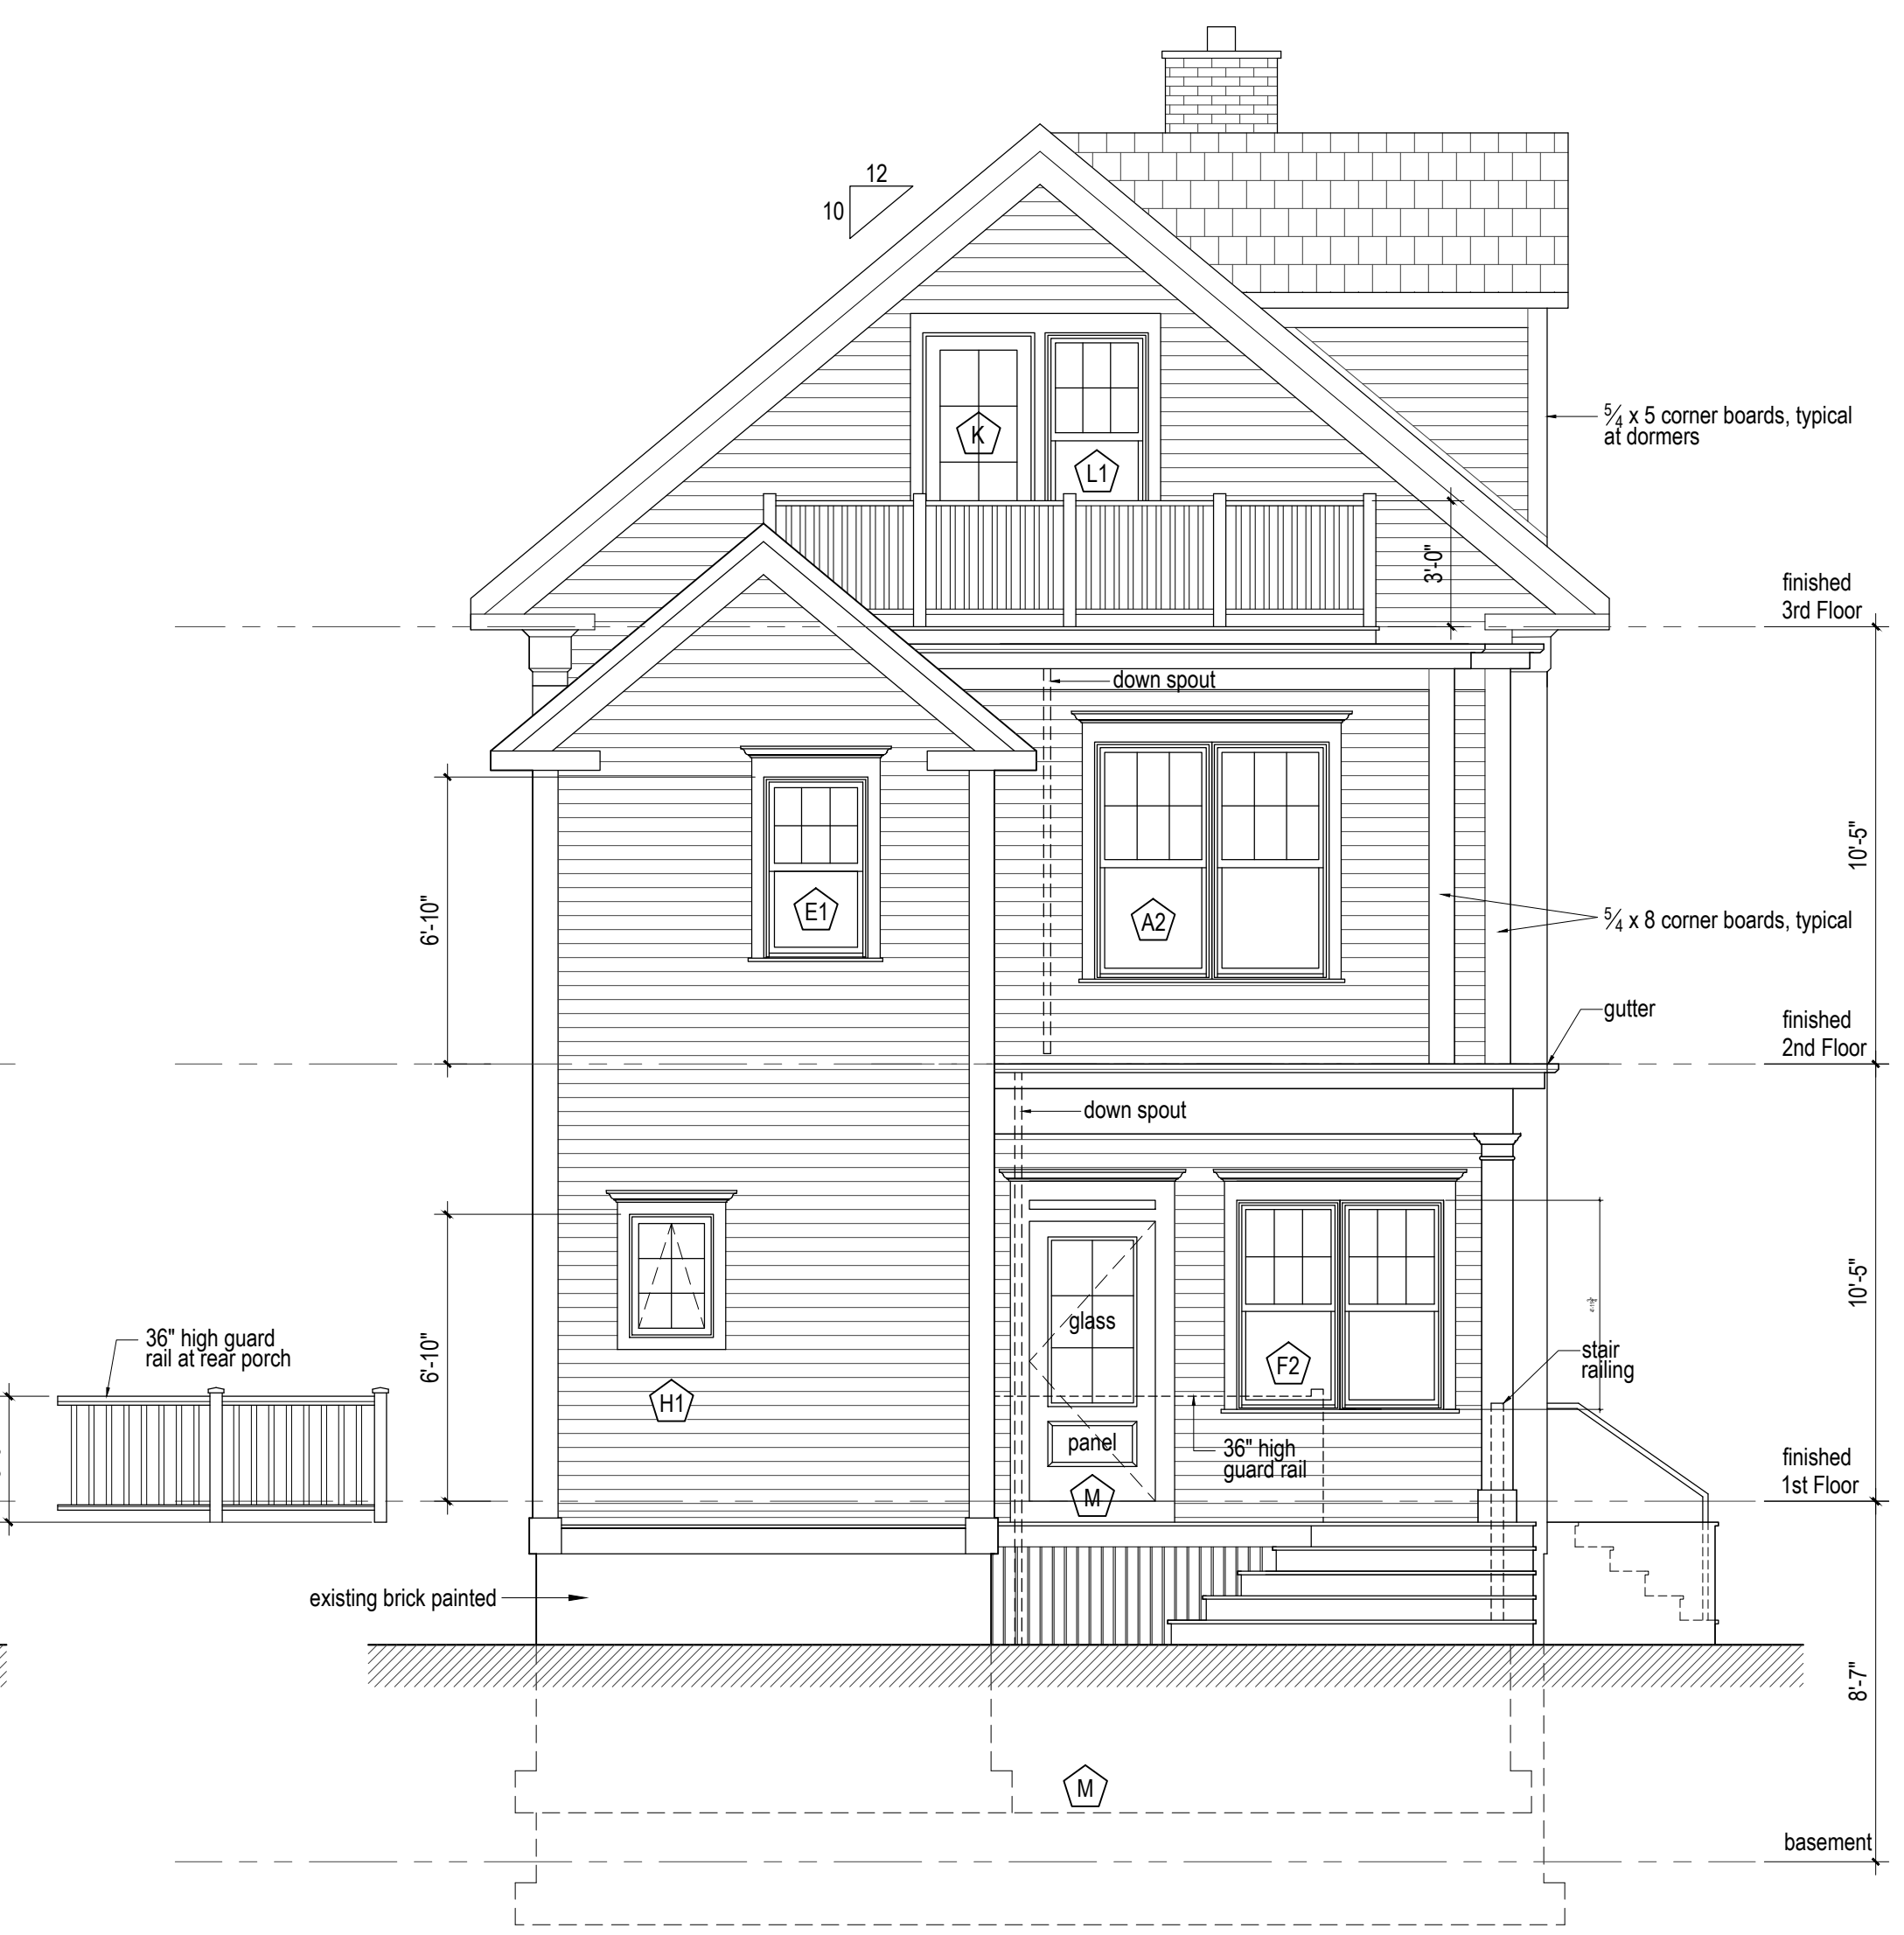 12
10
K
L1
5/4 x 5 corner boards, typical
at dormers
3'-0"
finished
3rd Floor
down spout
6'-10"
E1
A2
10'-5"
5/4 x 8 corner boards, typical
gutter
finished
2nd Floor
down spout
10'-5"
36" high guard
rail at rear porch
6'-10"
H1
glass
F2
stair
railing
panel
36" high
guard rail
M
finished
1st Floor
existing brick painted
8'-7"
M
basement